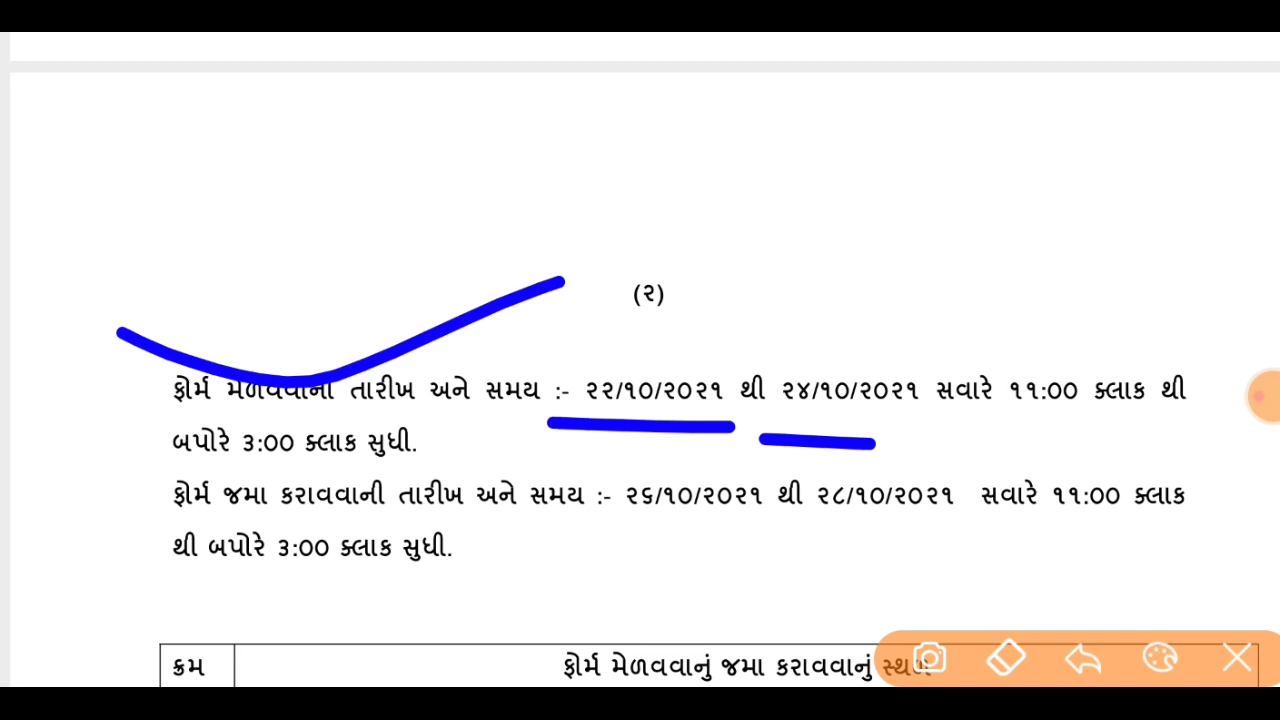 (૨)
ફોર્મ મેળવવાની તારીખ અને સમય :- ૨૨/૧૦/૨૦૨૧ થી ૨૪/૧૦/૨૦૨૧ સવારે ૧૧:૦૦ ક્લાક થી
બપોરે ૩:૦૦ ક્લાક સુધી.
ફોર્મ જમા કરાવવાની તારીખ અને સમય :- ૨૬/૧૦/૨૦૨૧ થી ૨૮/૧૦/૨૦૨૧ સવારે ૧૧:૦૦ ક્લાક
થી બપોરે ૩:૦૦ ક્લાક સુધી.
ક્રમ ફોર્મ મેળવવાનું જમા કરાવવાનું સ્થળ